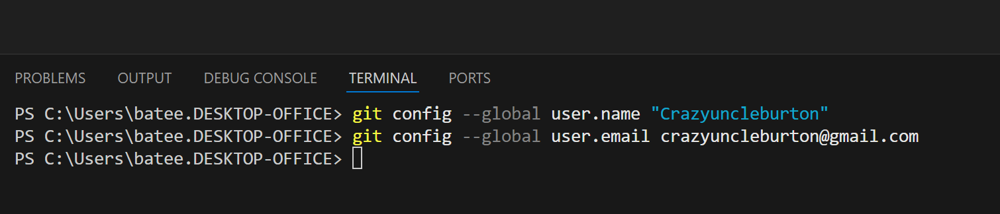 PROBLEMS OUTPUT DEBUG CONSOLE TERMINAL PORTS
PS C:\Users\batee.DESKTOP-OFFICE> git config --global user.name "Crazyuncleburton"
PS C:\Users\batee.DESKTOP-OFFICE> git config --global user.email crazyuncleburton@gmail.com
PS C:\Users\batee.DESKTOP-OFFICE>